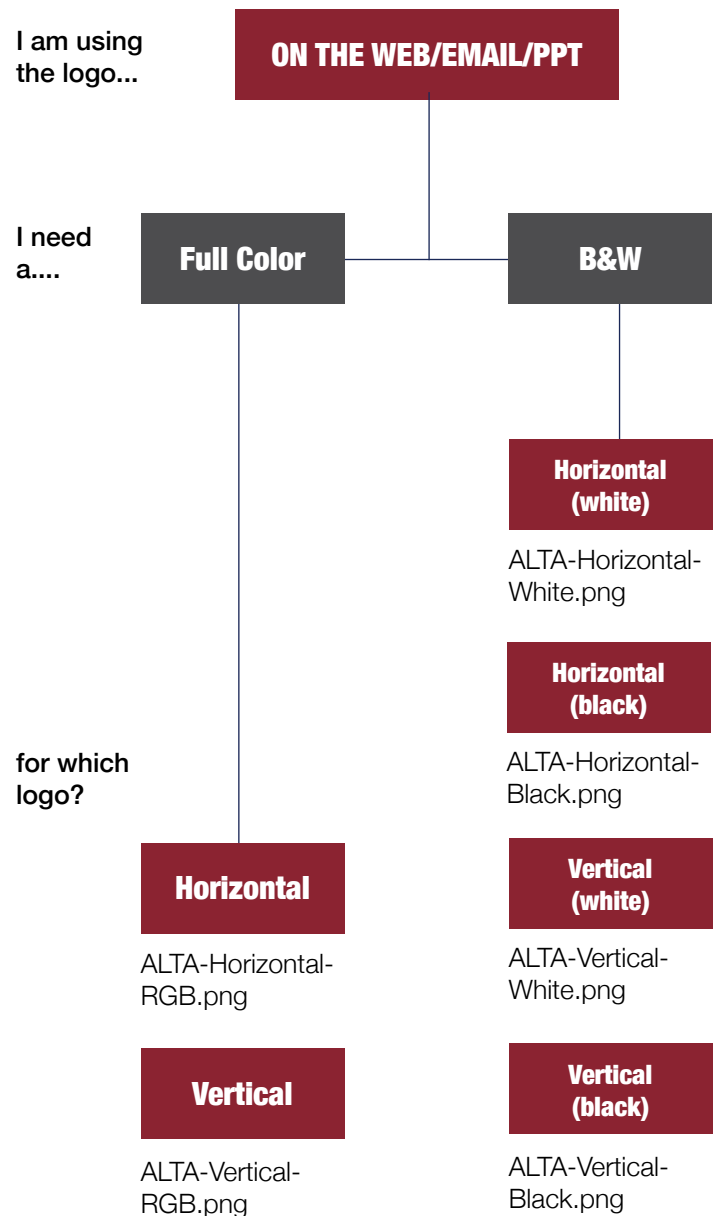 I am using
the logo...
ON THE WEB/EMAIL/PPT
I need
a....
Full Color
B&W
Horizontal
(white)
ALTA-Horizontal-
White.png
Horizontal
(black)
ALTA-Horizontal-
Black.png
for which
logo?
Horizontal
ALTA-Horizontal-
RGB.png
Vertical
(white)
ALTA-Vertical-
White.png
Vertical
ALTA-Vertical-
RGB.png
Vertical
(black)
ALTA-Vertical-
Black.png